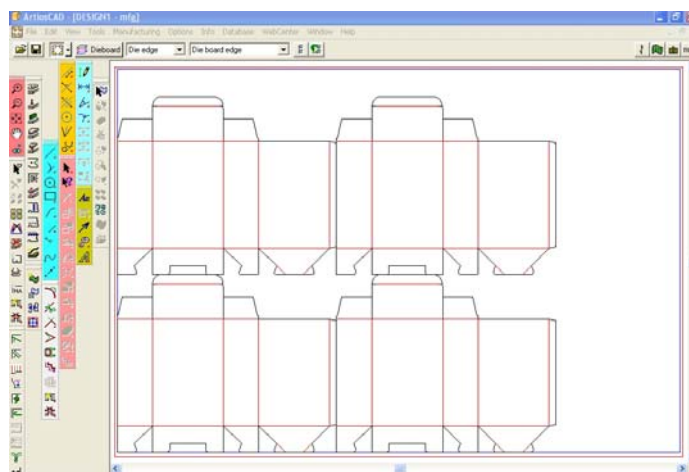 ArtiosCAD - [DESIGN1 - mfg]
File Edit View Tools Manufacturing Options Info Database WebCenter Window Help
Dieboard Die edge Die board edge